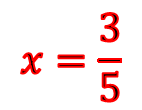 x = 3/5